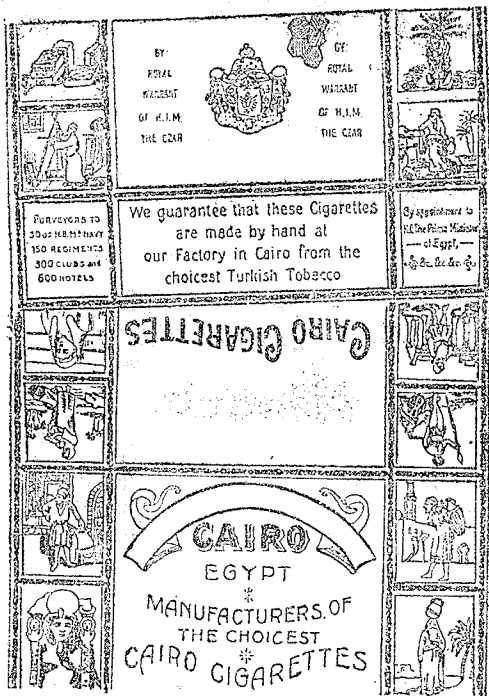 BY
ROYAL
WARRANT
OF H.I.M.
THE CZAR
BY
ROYAL
WARRANT
OF H.I.M.
THE CZAR
PURVEYORS TO
150 REGIMENTS
300 CLUBS AND
600 HOTELS
We guarantee that these Cigarettes
are made by hand at
our Factory in Cairo from the
choicest Turkish Tobacco
By appointment to
H.E. The Prime Minister
of Egypt,
&c. &c. &c.
CAIRO CIGARETTES
CAIRO
EGYPT
MANUFACTURERS. OF
THE CHOICEST
CAIRO CIGARETTES